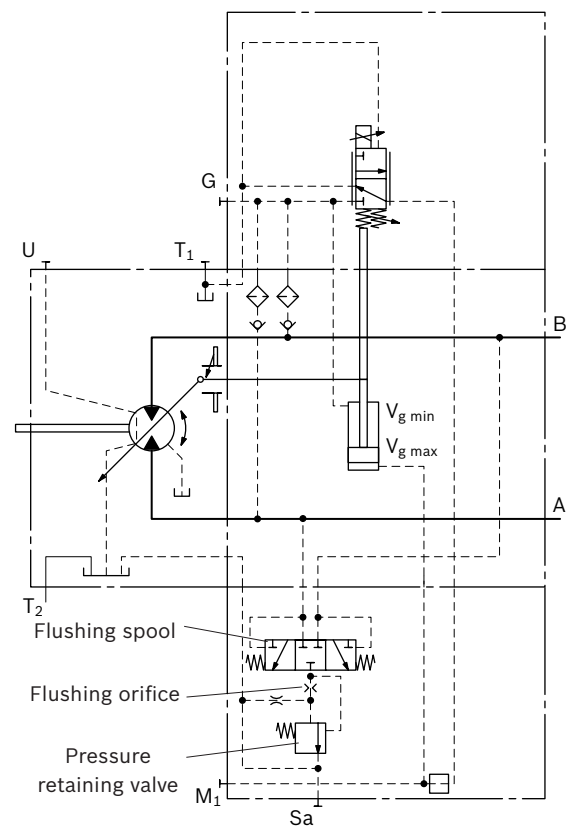 G
U
T1
B
Vg min
Vg max
A
T2
Flushing spool
Flushing orifice
Pressure
retaining valve
M1
Sa